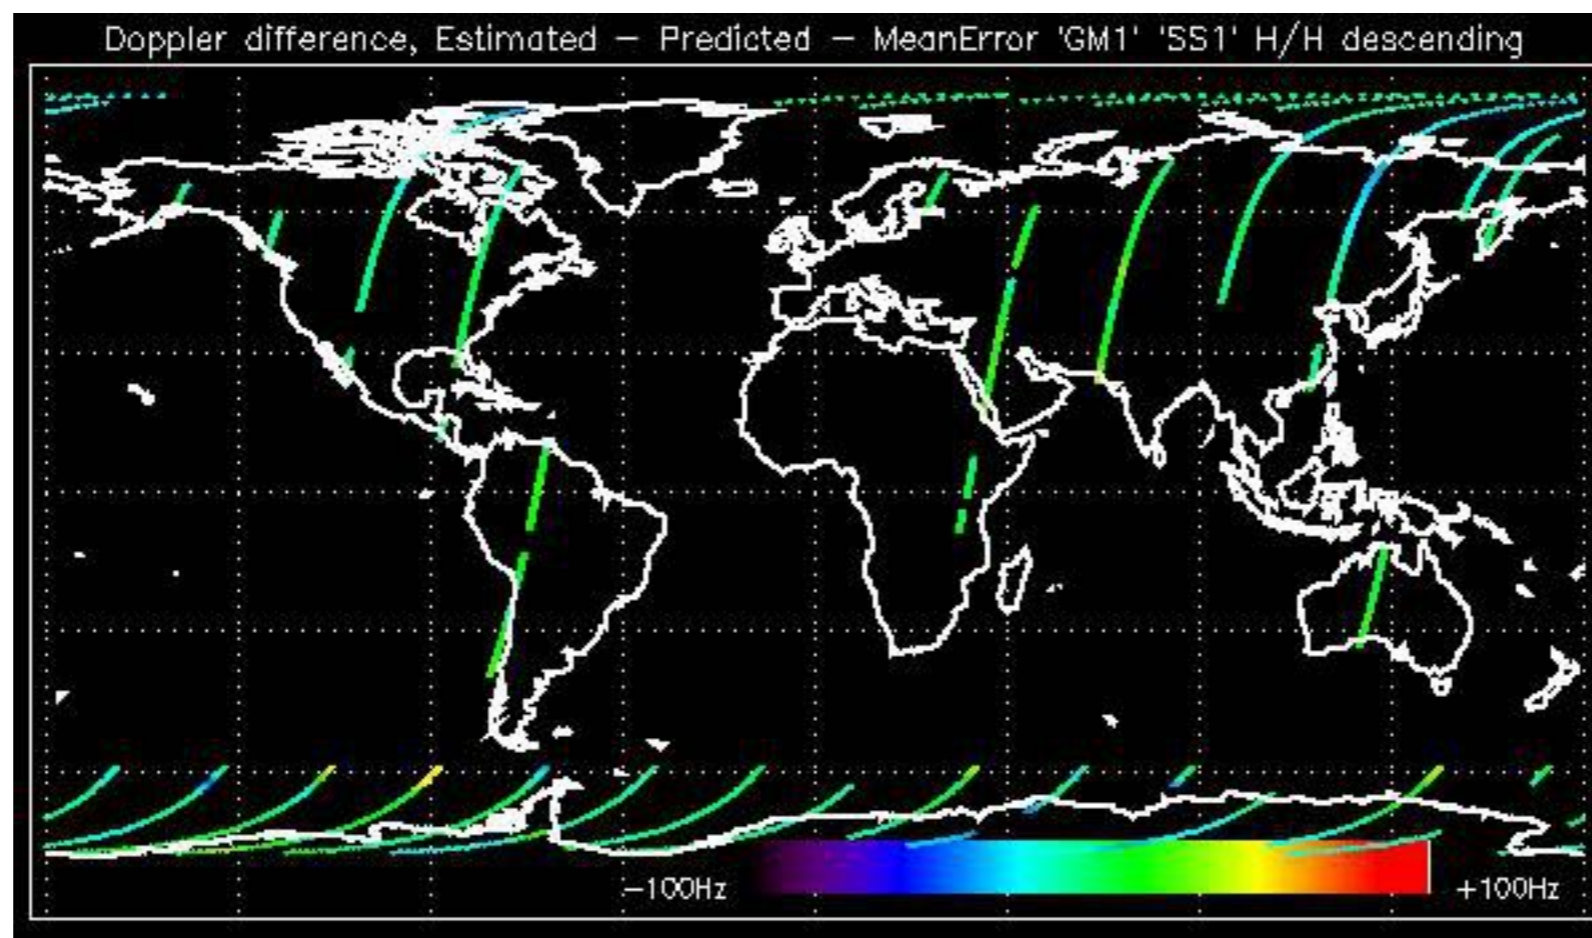 Doppler difference, Estimated – Predicted – MeanError 'GM1' 'SS1' H/H descending
–100Hz +100Hz